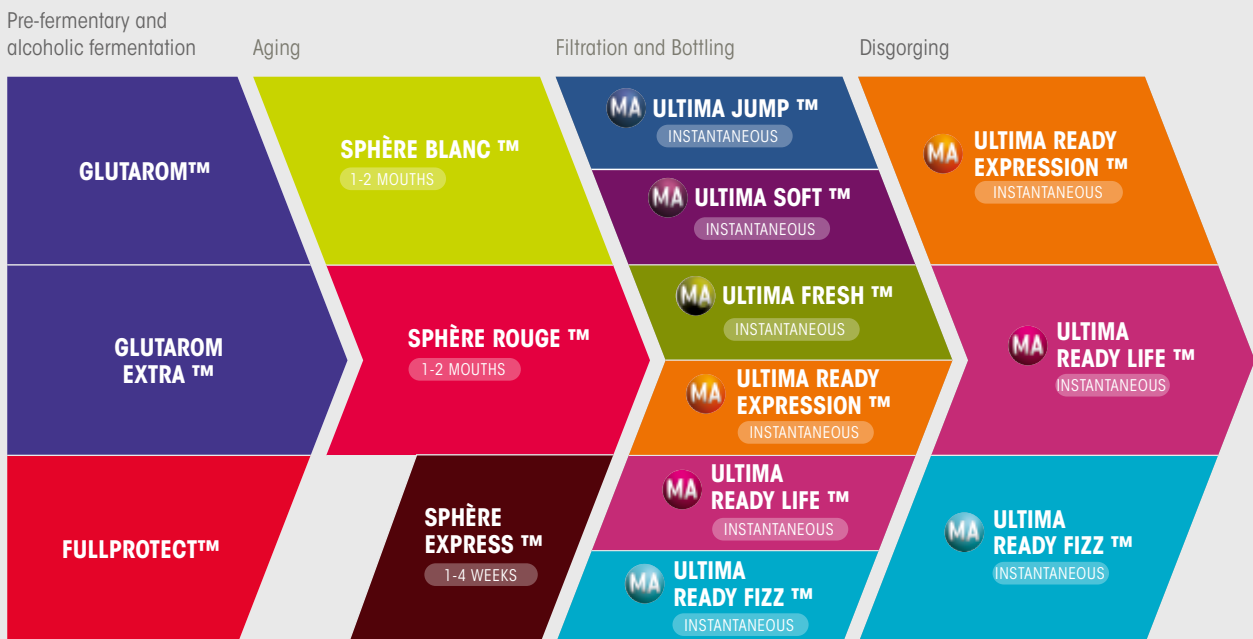 Pre-fermentary and
alcoholic fermentation
Aging
Filtration and Bottling
Disgorging
GLUTAROM™
GLUTAROM
EXTRA ™
FULLPROTECT™
SPHÈRE BLANC ™
1-2 MOUTHS
SPHÈRE ROUGE ™
1-2 MOUTHS
SPHÈRE
EXPRESS ™
1-4 WEEKS
MA ULTIMA JUMP ™
INSTANTANEOUS
MA ULTIMA SOFT ™
INSTANTANEOUS
MA ULTIMA FRESH ™
INSTANTANEOUS
MA ULTIMA READY
EXPRESSION ™
INSTANTANEOUS
MA ULTIMA
READY LIFE ™
INSTANTANEOUS
MA ULTIMA
READY FIZZ ™
INSTANTANEOUS
MA ULTIMA READY
EXPRESSION ™
INSTANTANEOUS
MA ULTIMA
READY LIFE ™
INSTANTANEOUS
MA ULTIMA
READY FIZZ ™
INSTANTANEOUS